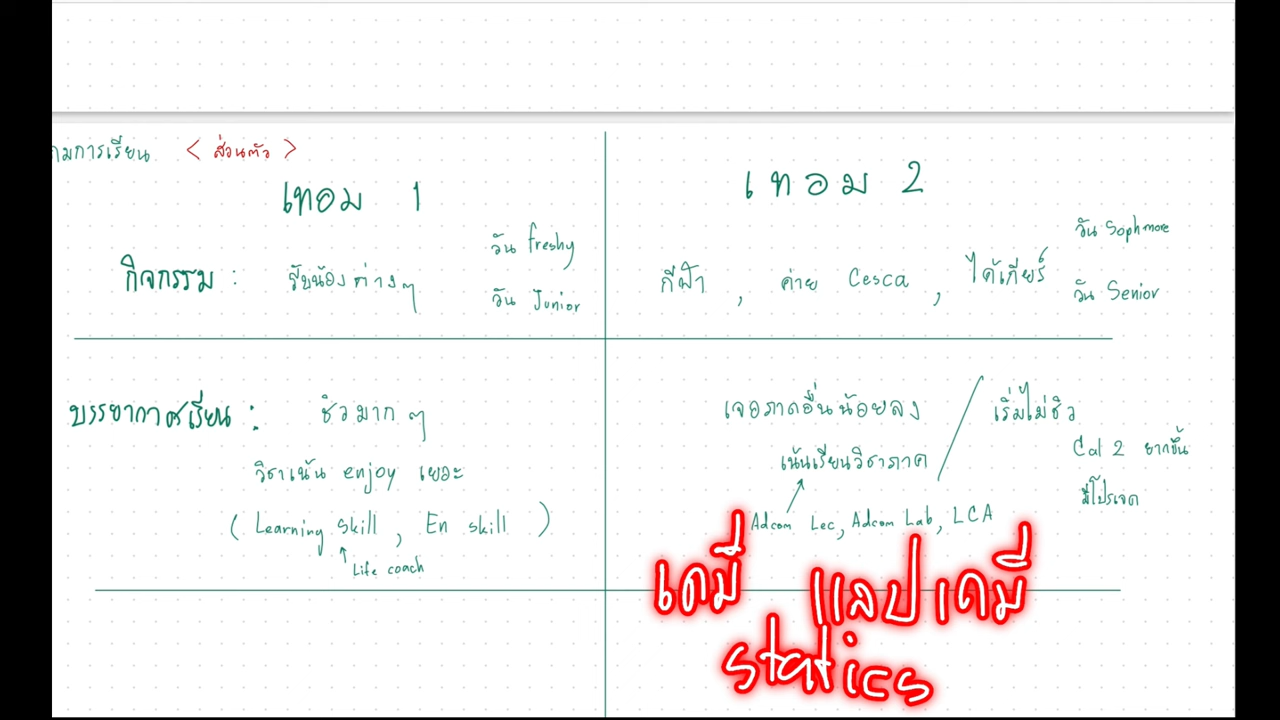 ามการเรียน < ส่วนตัว >
เทอม 1
เทอม 2
กิจกรรม : รับน้องต่างๆ
วัน freshy
วัน Junior
กีฬา , ค่าย Cesca , ได้เกียร์
วัน Sophmore
วัน Senior
บรรยากาศเรียน : ชิวมาก ๆ
วิชาเน้น enjoy เยอะ
( Learning skill , En skill )
Life coach
เจอภาคอื่นน้อยลง / เริ่มไม่ชิว
เน้นเรียนวิชาภาค
Cal 2 ยากขึ้น
มีโปรเจค
Adcom Lec, Adcom Lab, LCA
เคมี แลปเคมี
statics